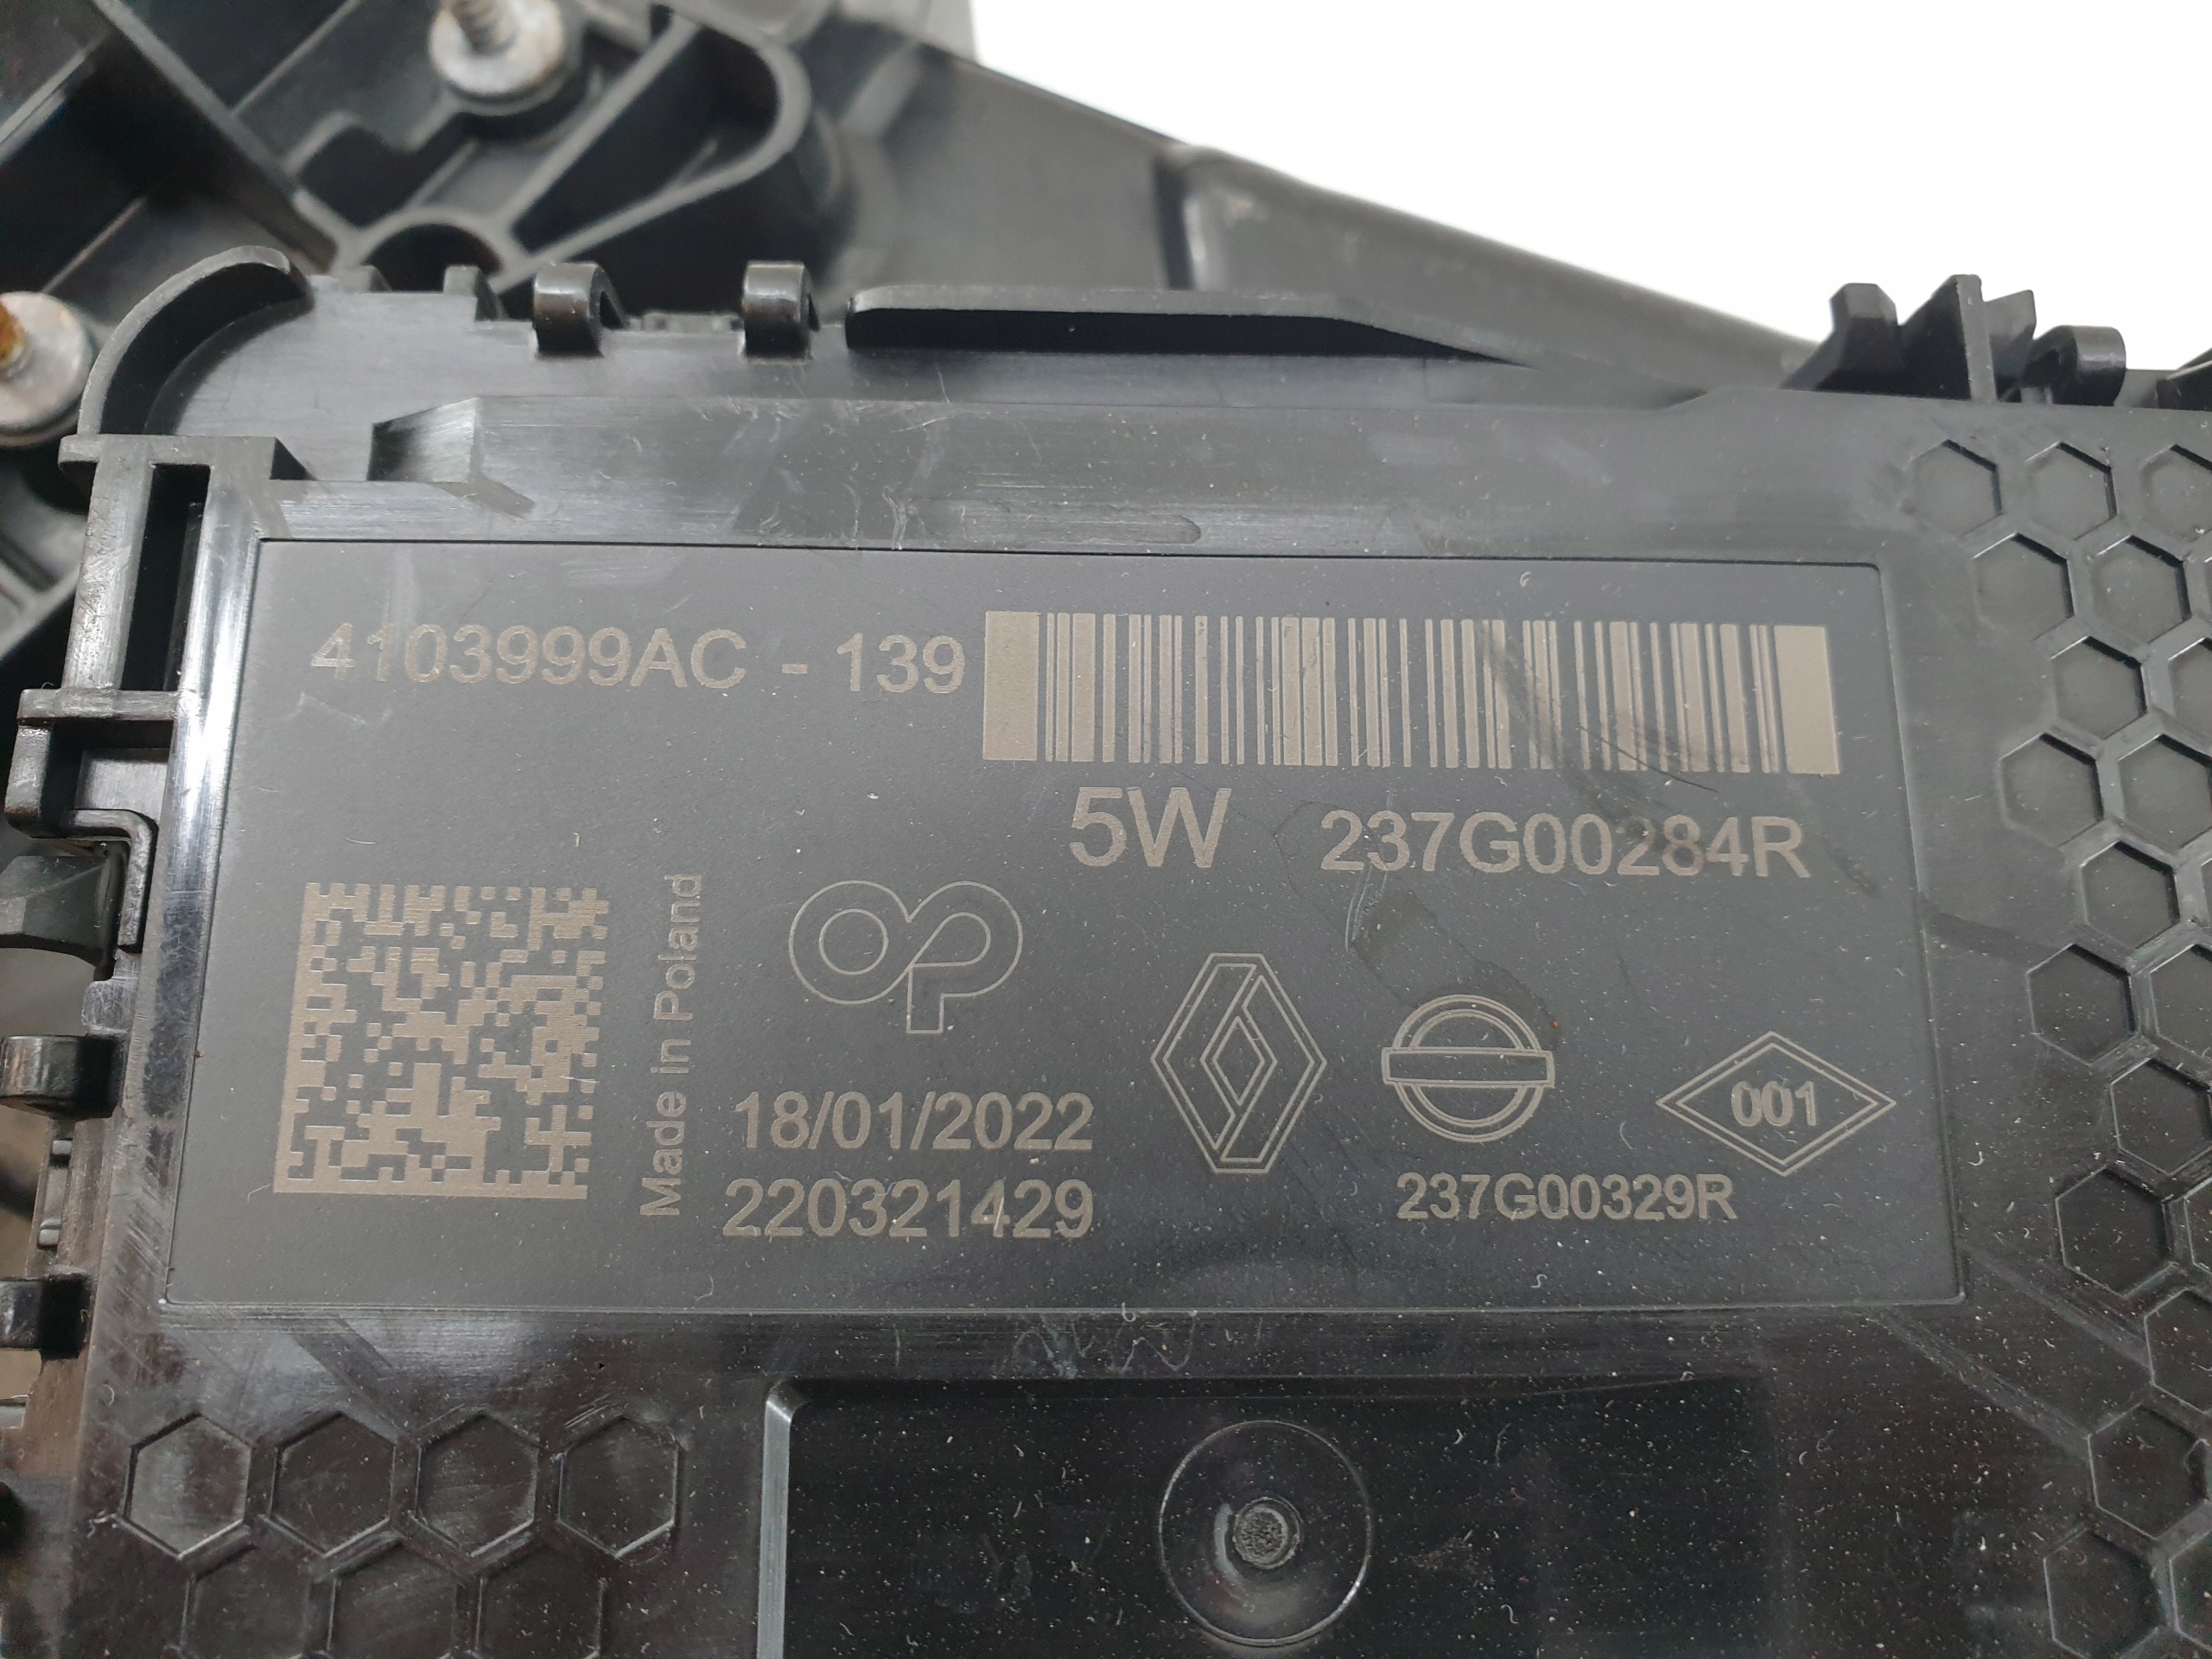 4103999AC - 139
5W 237G00284R
Made in Poland
18/01/2022
220321429
001
237G00329R